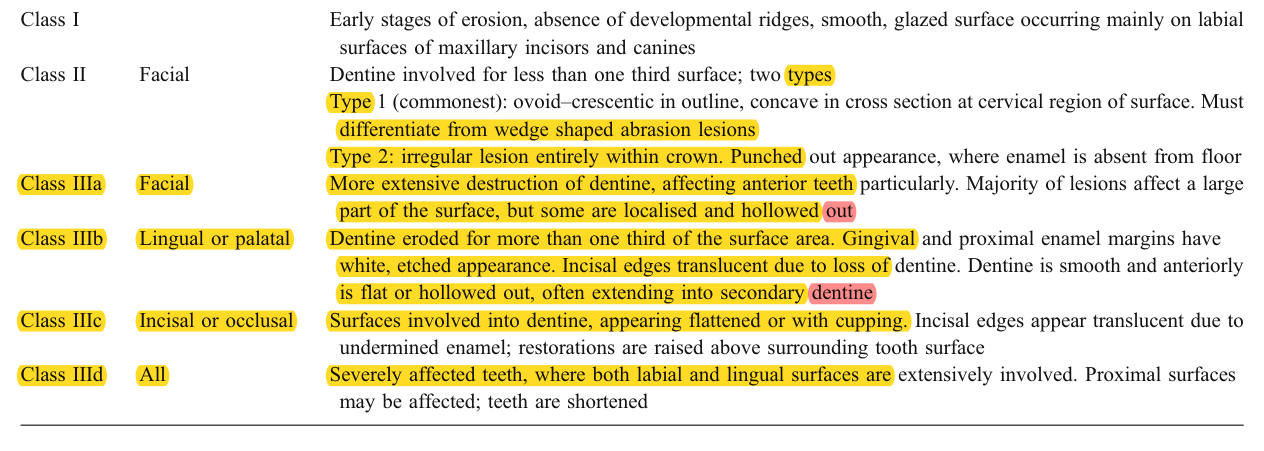 Class I Early stages of erosion, absence of developmental ridges, smooth, glazed surface occurring mainly on labial
surfaces of maxillary incisors and canines
Class II Facial Dentine involved for less than one third surface; two types
Type 1 (commonest): ovoid–crescentic in outline, concave in cross section at cervical region of surface. Must
differentiate from wedge shaped abrasion lesions
Type 2: irregular lesion entirely within crown. Punched out appearance, where enamel is absent from floor
Class IIIa Facial More extensive destruction of dentine, affecting anterior teeth particularly. Majority of lesions affect a large
part of the surface, but some are localised and hollowed out
Class IIIb Lingual or palatal Dentine eroded for more than one third of the surface area. Gingival and proximal enamel margins have
white, etched appearance. Incisal edges translucent due to loss of dentine. Dentine is smooth and anteriorly
is flat or hollowed out, often extending into secondary dentine
Class IIIc Incisal or occlusal Surfaces involved into dentine, appearing flattened or with cupping. Incisal edges appear translucent due to
undermined enamel; restorations are raised above surrounding tooth surface
Class IIId All Severely affected teeth, where both labial and lingual surfaces are extensively involved. Proximal surfaces
may be affected; teeth are shortened